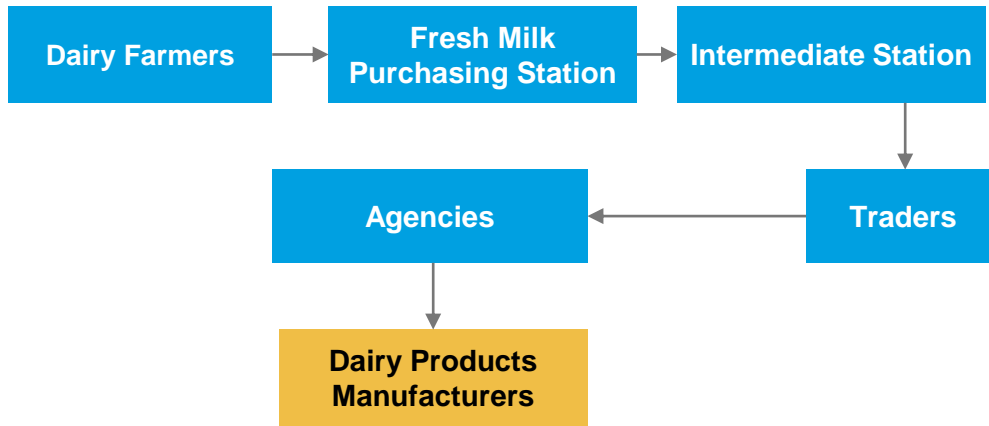 Dairy Farmers
Fresh Milk
Purchasing Station
Intermediate Station
Traders
Agencies
Dairy Products
Manufacturers